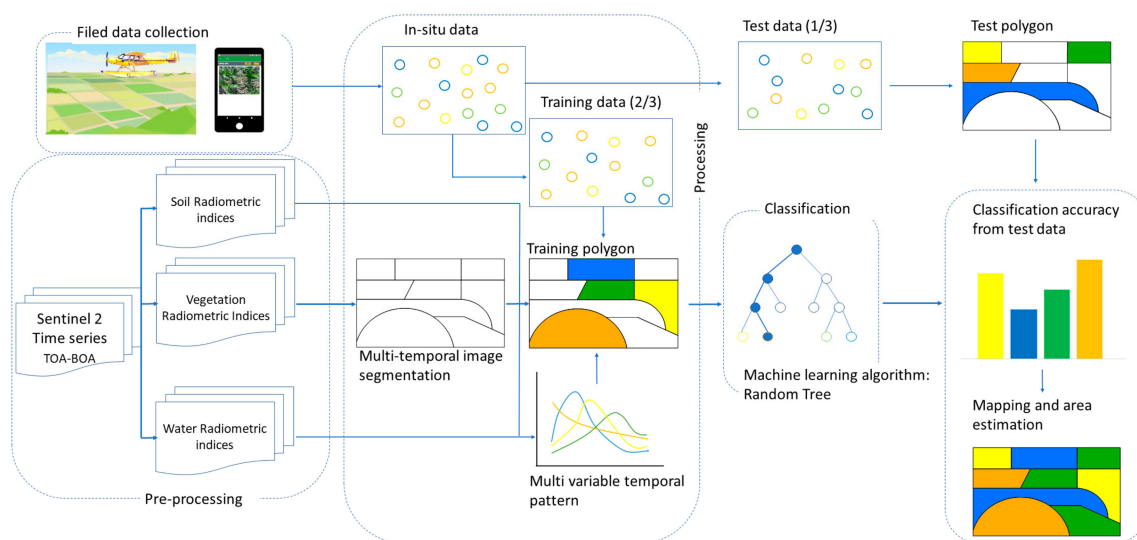 Filed data collection
In-situ data
Test data (1/3)
Test polygon
Training data (2/3)
Processing
Soil Radiometric
indices
Vegetation
Radiometric Indices
Sentinel 2
Time series
TOA-BOA
Water Radiometric
indices
Pre-processing
Training polygon
Multi-temporal image
segmentation
Multi variable temporal
pattern
Classification
Machine learning algorithm:
Random Tree
Classification accuracy
from test data
Mapping and area
estimation